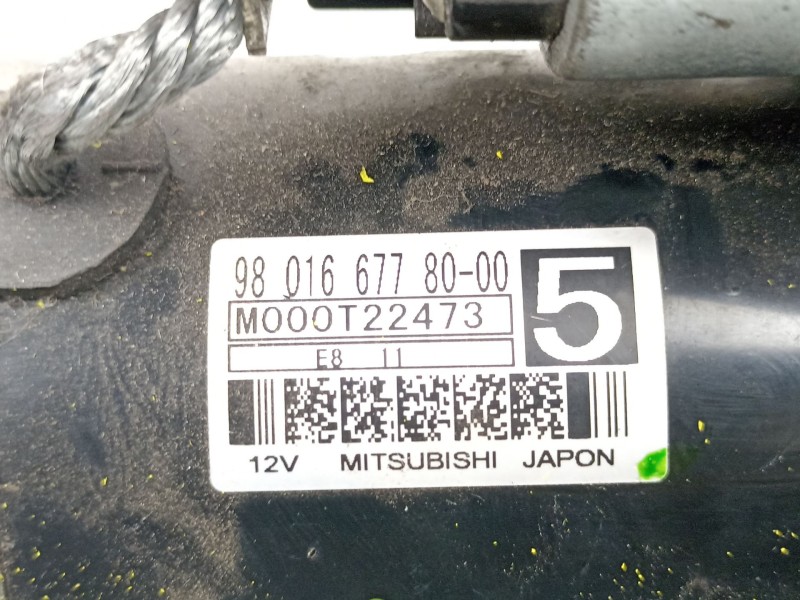 98 016 677 80-00
5
M000T22473
E8 11
12V MITSUBISHI JAPON